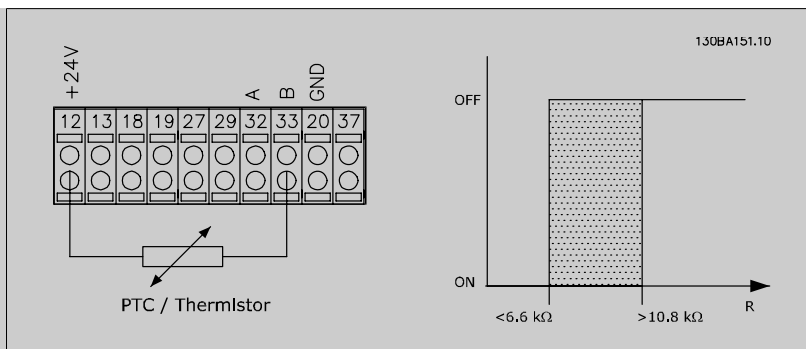 130BA151.10
+24V
A
B
GND
12 13 18 19 27 29 32 33 20 37
PTC / Thermistor
OFF
ON
<6.6 kΩ
>10.8 kΩ
R